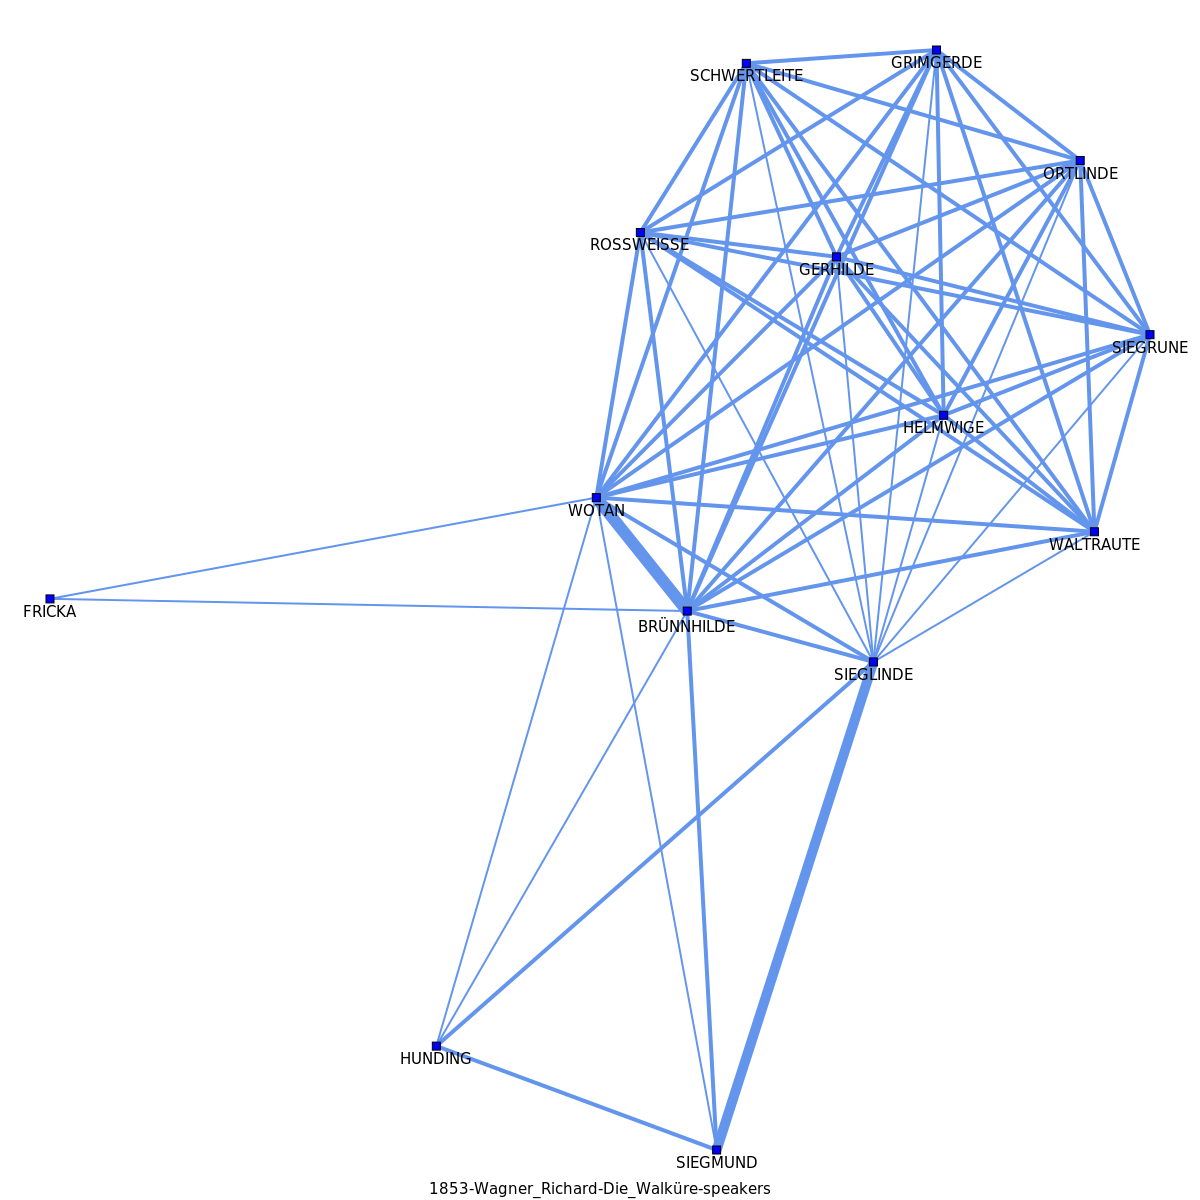 GRIMGERDE
SCHWERTLEITE
ORTLINDE
ROSSWEISSE
GERHILDE
SIEGRUNE
HELMWIGE
WOTAN
WALTRAUTE
FRICKA
BRÜNNHILDE
SIEGLINDE
HUNDING
SIEGMUND
1853-Wagner_Richard-Die_Walküre-speakers